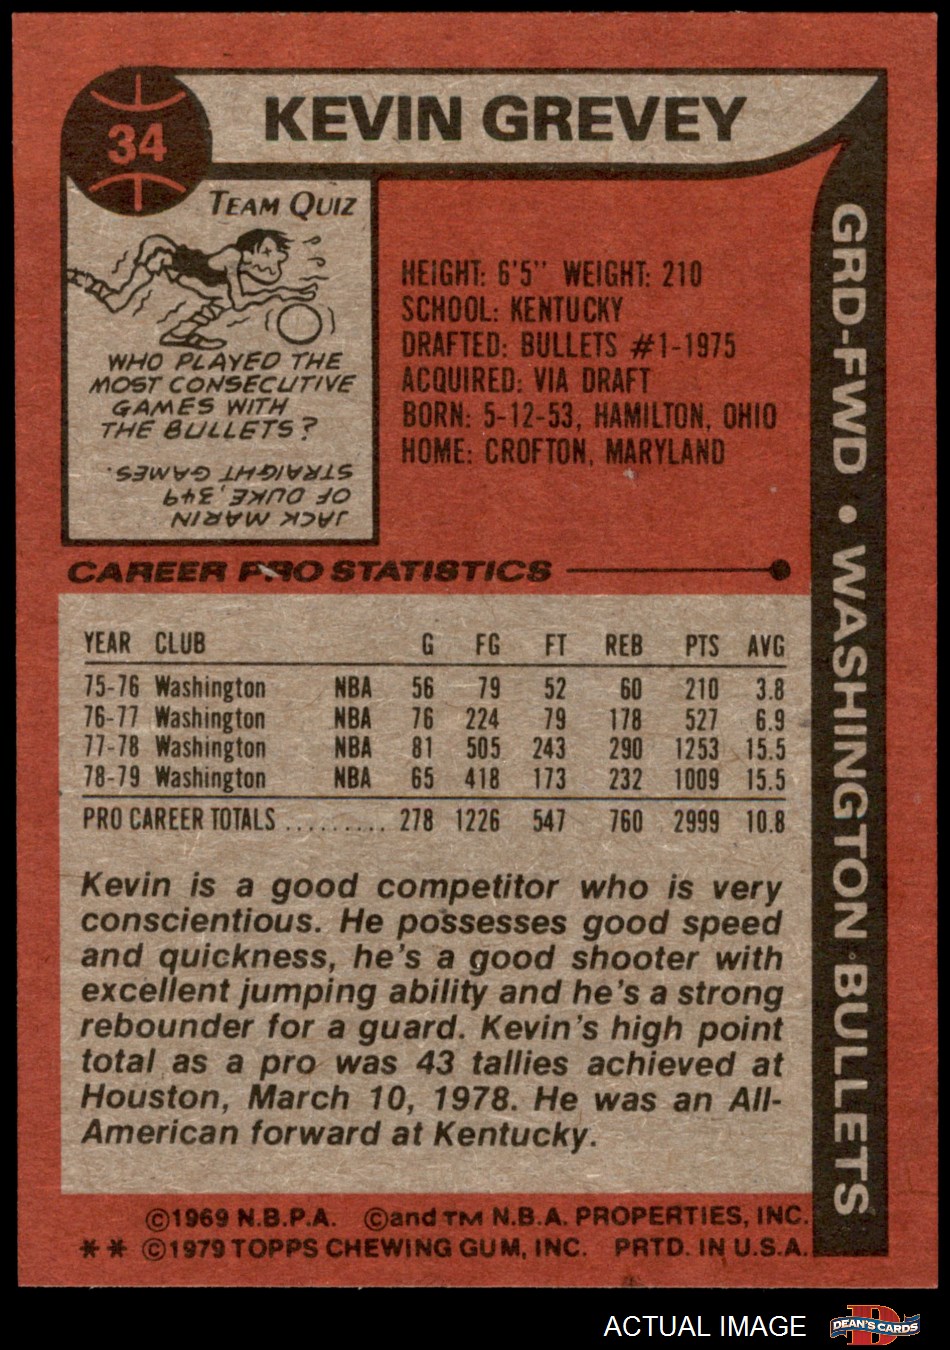 34
KEVIN GREVEY
GRD-FWD • WASHINGTON BULLETS
TEAM QUIZ
WHO PLAYED THE
MOST CONSECUTIVE
GAMES WITH
THE BULLETS?
JACK MARIN
OF DUKE, 349
STRAIGHT GAMES.
HEIGHT: 6'5" WEIGHT: 210
SCHOOL: KENTUCKY
DRAFTED: BULLETS #1-1975
ACQUIRED: VIA DRAFT
BORN: 5-12-53, HAMILTON, OHIO
HOME: CROFTON, MARYLAND
CAREER PRO STATISTICS
YEAR CLUB G FG FT REB PTS AVG
75-76 Washington NBA 56 79 52 60 210 3.8
76-77 Washington NBA 76 224 79 178 527 6.9
77-78 Washington NBA 81 505 243 290 1253 15.5
78-79 Washington NBA 65 418 173 232 1009 15.5
PRO CAREER TOTALS .......... 278 1226 547 760 2999 10.8
Kevin is a good competitor who is very
conscientious. He possesses good speed
and quickness, he's a good shooter with
excellent jumping ability and he's a strong
rebounder for a guard. Kevin's high point
total as a pro was 43 tallies achieved at
Houston, March 10, 1978. He was an All-
American forward at Kentucky.
©1969 N.B.P.A. ©and TM N.B.A. PROPERTIES, INC.
** ©1979 TOPPS CHEWING GUM, INC. PRTD. IN U.S.A.
ACTUAL IMAGE
D
DEAN'S CARDS